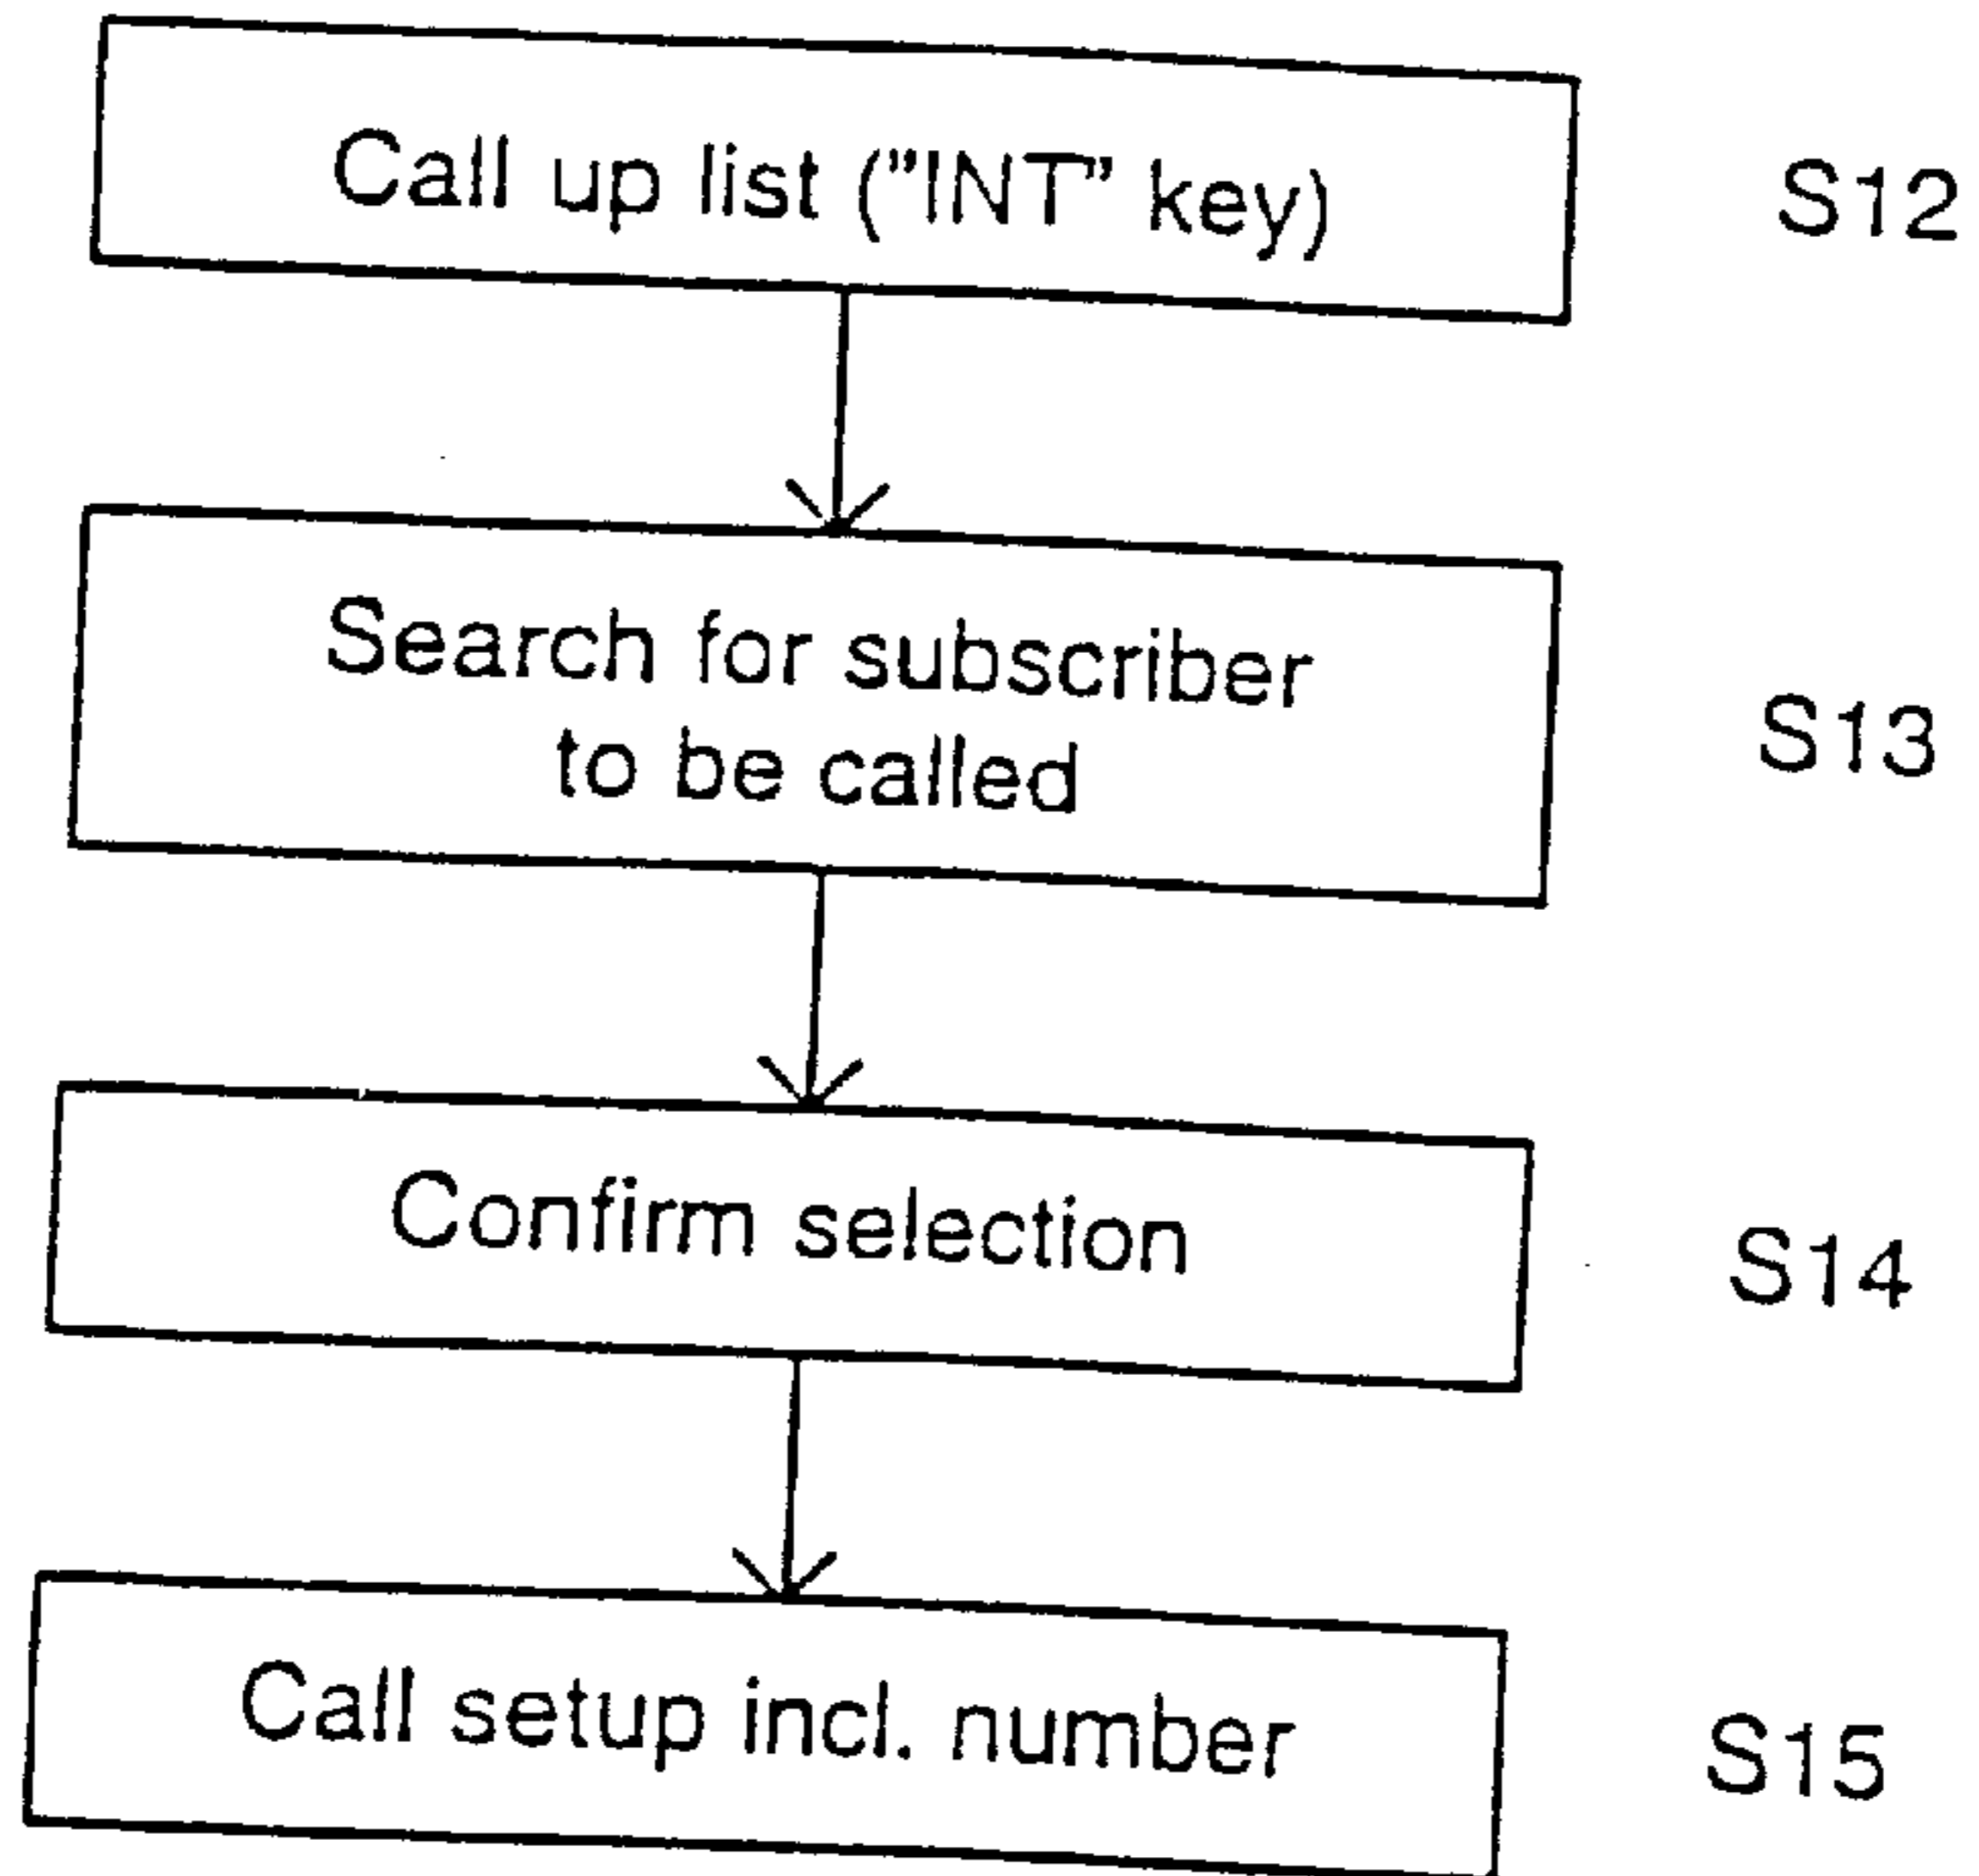 Call up list ("INT" key)
S12
Search for subscriber
to be called
S13
Confirm selection
S14
Call setup incl. number
S15